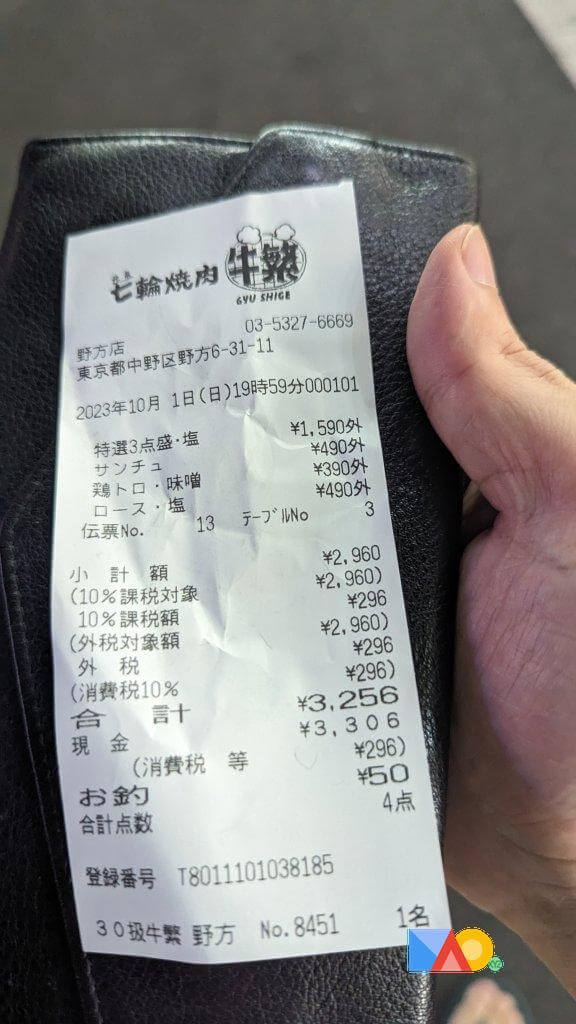 七輪焼肉 牛繁
GYU SHIGE
03-5327-6669
野方店
東京都中野区野方6-31-11
2023年10月 1日(日)19時59分000101
特選3点盛・塩 ¥1,590外
サンチュ ¥490外
鶏トロ・味噌 ¥390外
ロース・塩 ¥490外
伝票No. 13 テーブルNo 3
小 計 額 ¥2,960
(10%課税対象 ¥2,960)
10%課税額 ¥296
(外税対象額 ¥2,960)
外 税 ¥296
(消費税10% ¥296)
合 計 ¥3,256
現 金 ¥3,306
(消費税 等 ¥296)
お釣 ¥50
合計点数 4点
登録番号 T8011101038185
30扱牛繁 野方 No.8451 1名